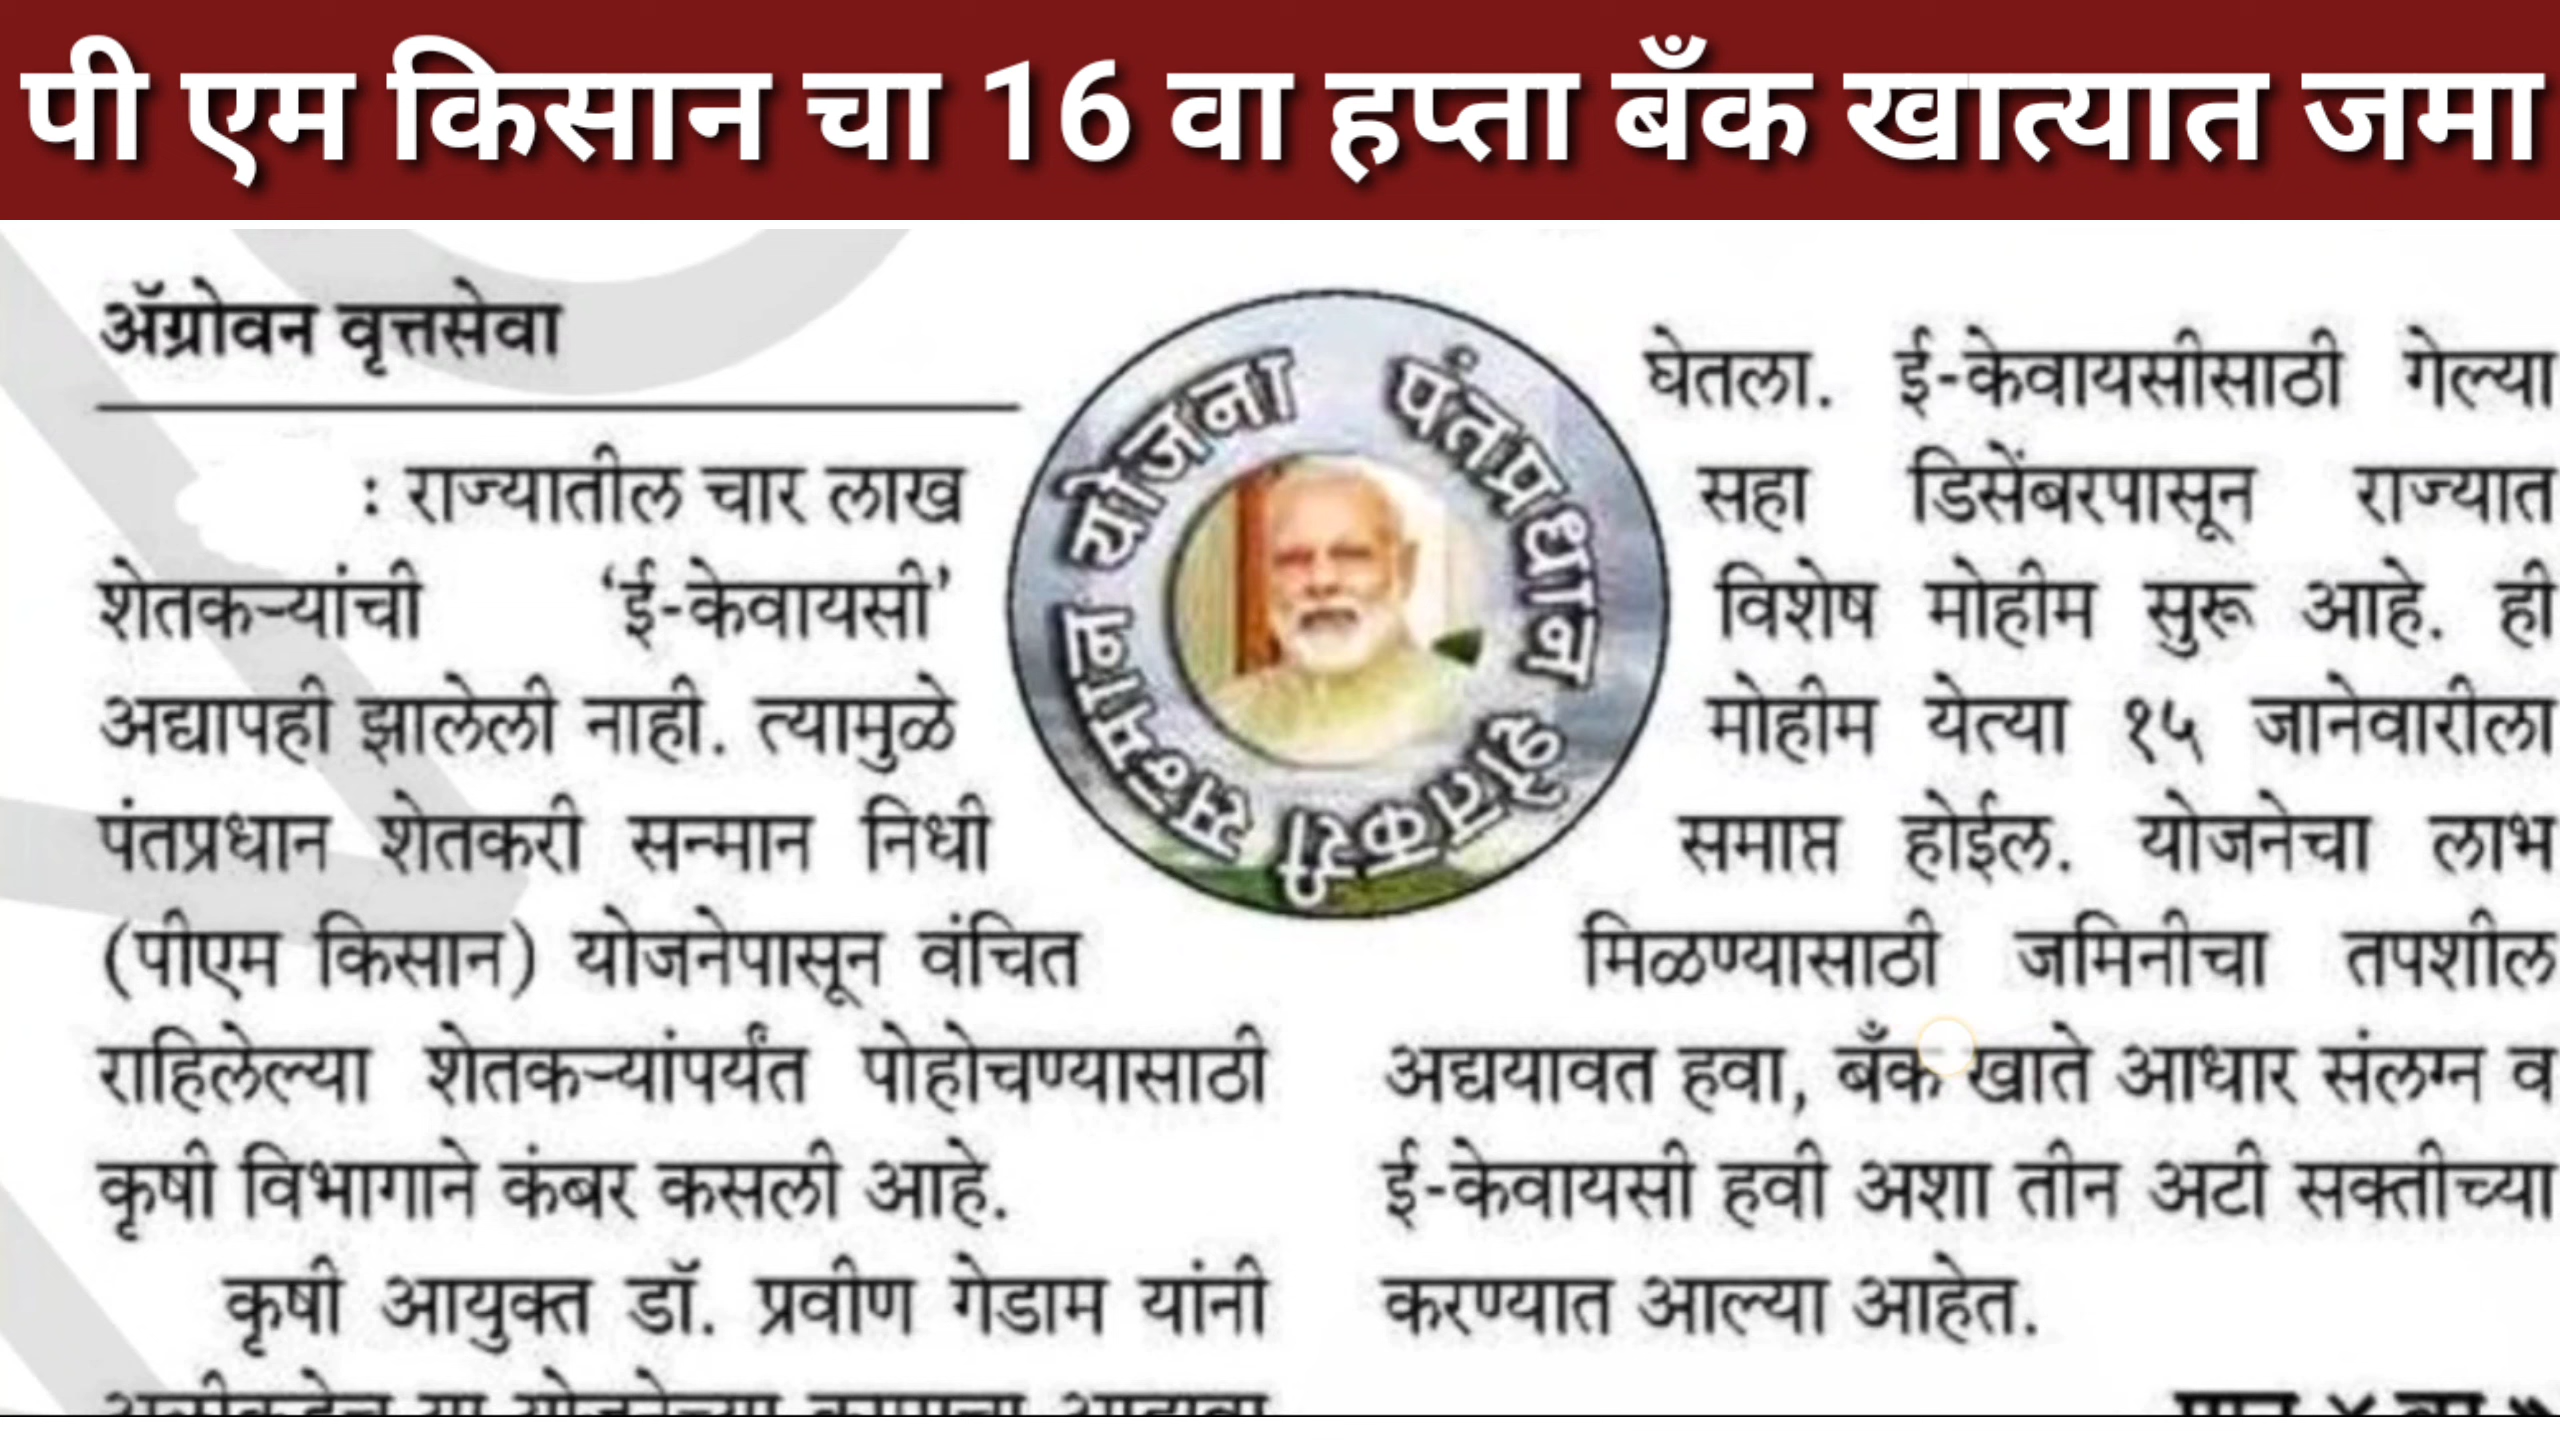 पी एम किसान चा 16 वा हप्ता बँक खात्यात जमा
ॲग्रोवन वृत्तसेवा
: राज्यातील चार लाख
शेतकऱ्यांची ‘ई-केवायसी’
अद्यापही झालेली नाही. त्यामुळे
पंतप्रधान शेतकरी सन्मान निधी
(पीएम किसान) योजनेपासून वंचित
राहिलेल्या शेतकऱ्यांपर्यंत पोहोचण्यासाठी
कृषी विभागाने कंबर कसली आहे.
कृषी आयुक्त डॉ. प्रवीण गेडाम यांनी
पंतप्रधान शेतकरी सन्मान योजना
घेतला. ई-केवायसीसाठी गेल्या
सहा डिसेंबरपासून राज्यात
विशेष मोहीम सुरू आहे. ही
मोहीम येत्या १५ जानेवारीला
समाप्त होईल. योजनेचा लाभ
मिळण्यासाठी जमिनीचा तपशील
अद्ययावत हवा, बँक खाते आधार संलग्न व
ई-केवायसी हवी अशा तीन अटी सक्तीच्या
करण्यात आल्या आहेत.